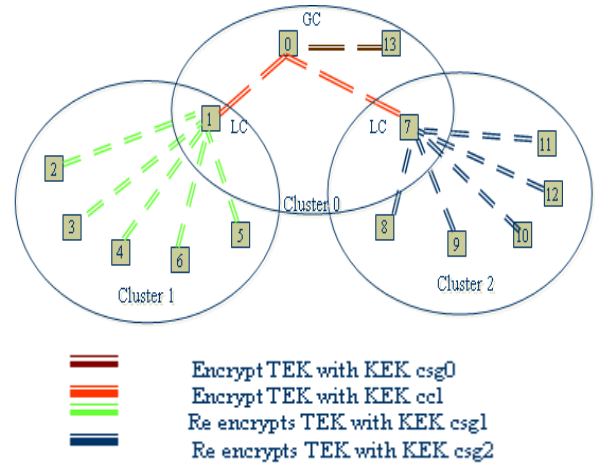 GC
0
13
1
LC
LC
7
11
2
12
3
4
6
5
8
9
10
Cluster 0
Cluster 1
Cluster 2
Encrypt TEK with KEK csg0
Encrypt TEK with KEK ccl
Re encrypts TEK with KEK csg1
Re encrypts TEK with KEK csg2